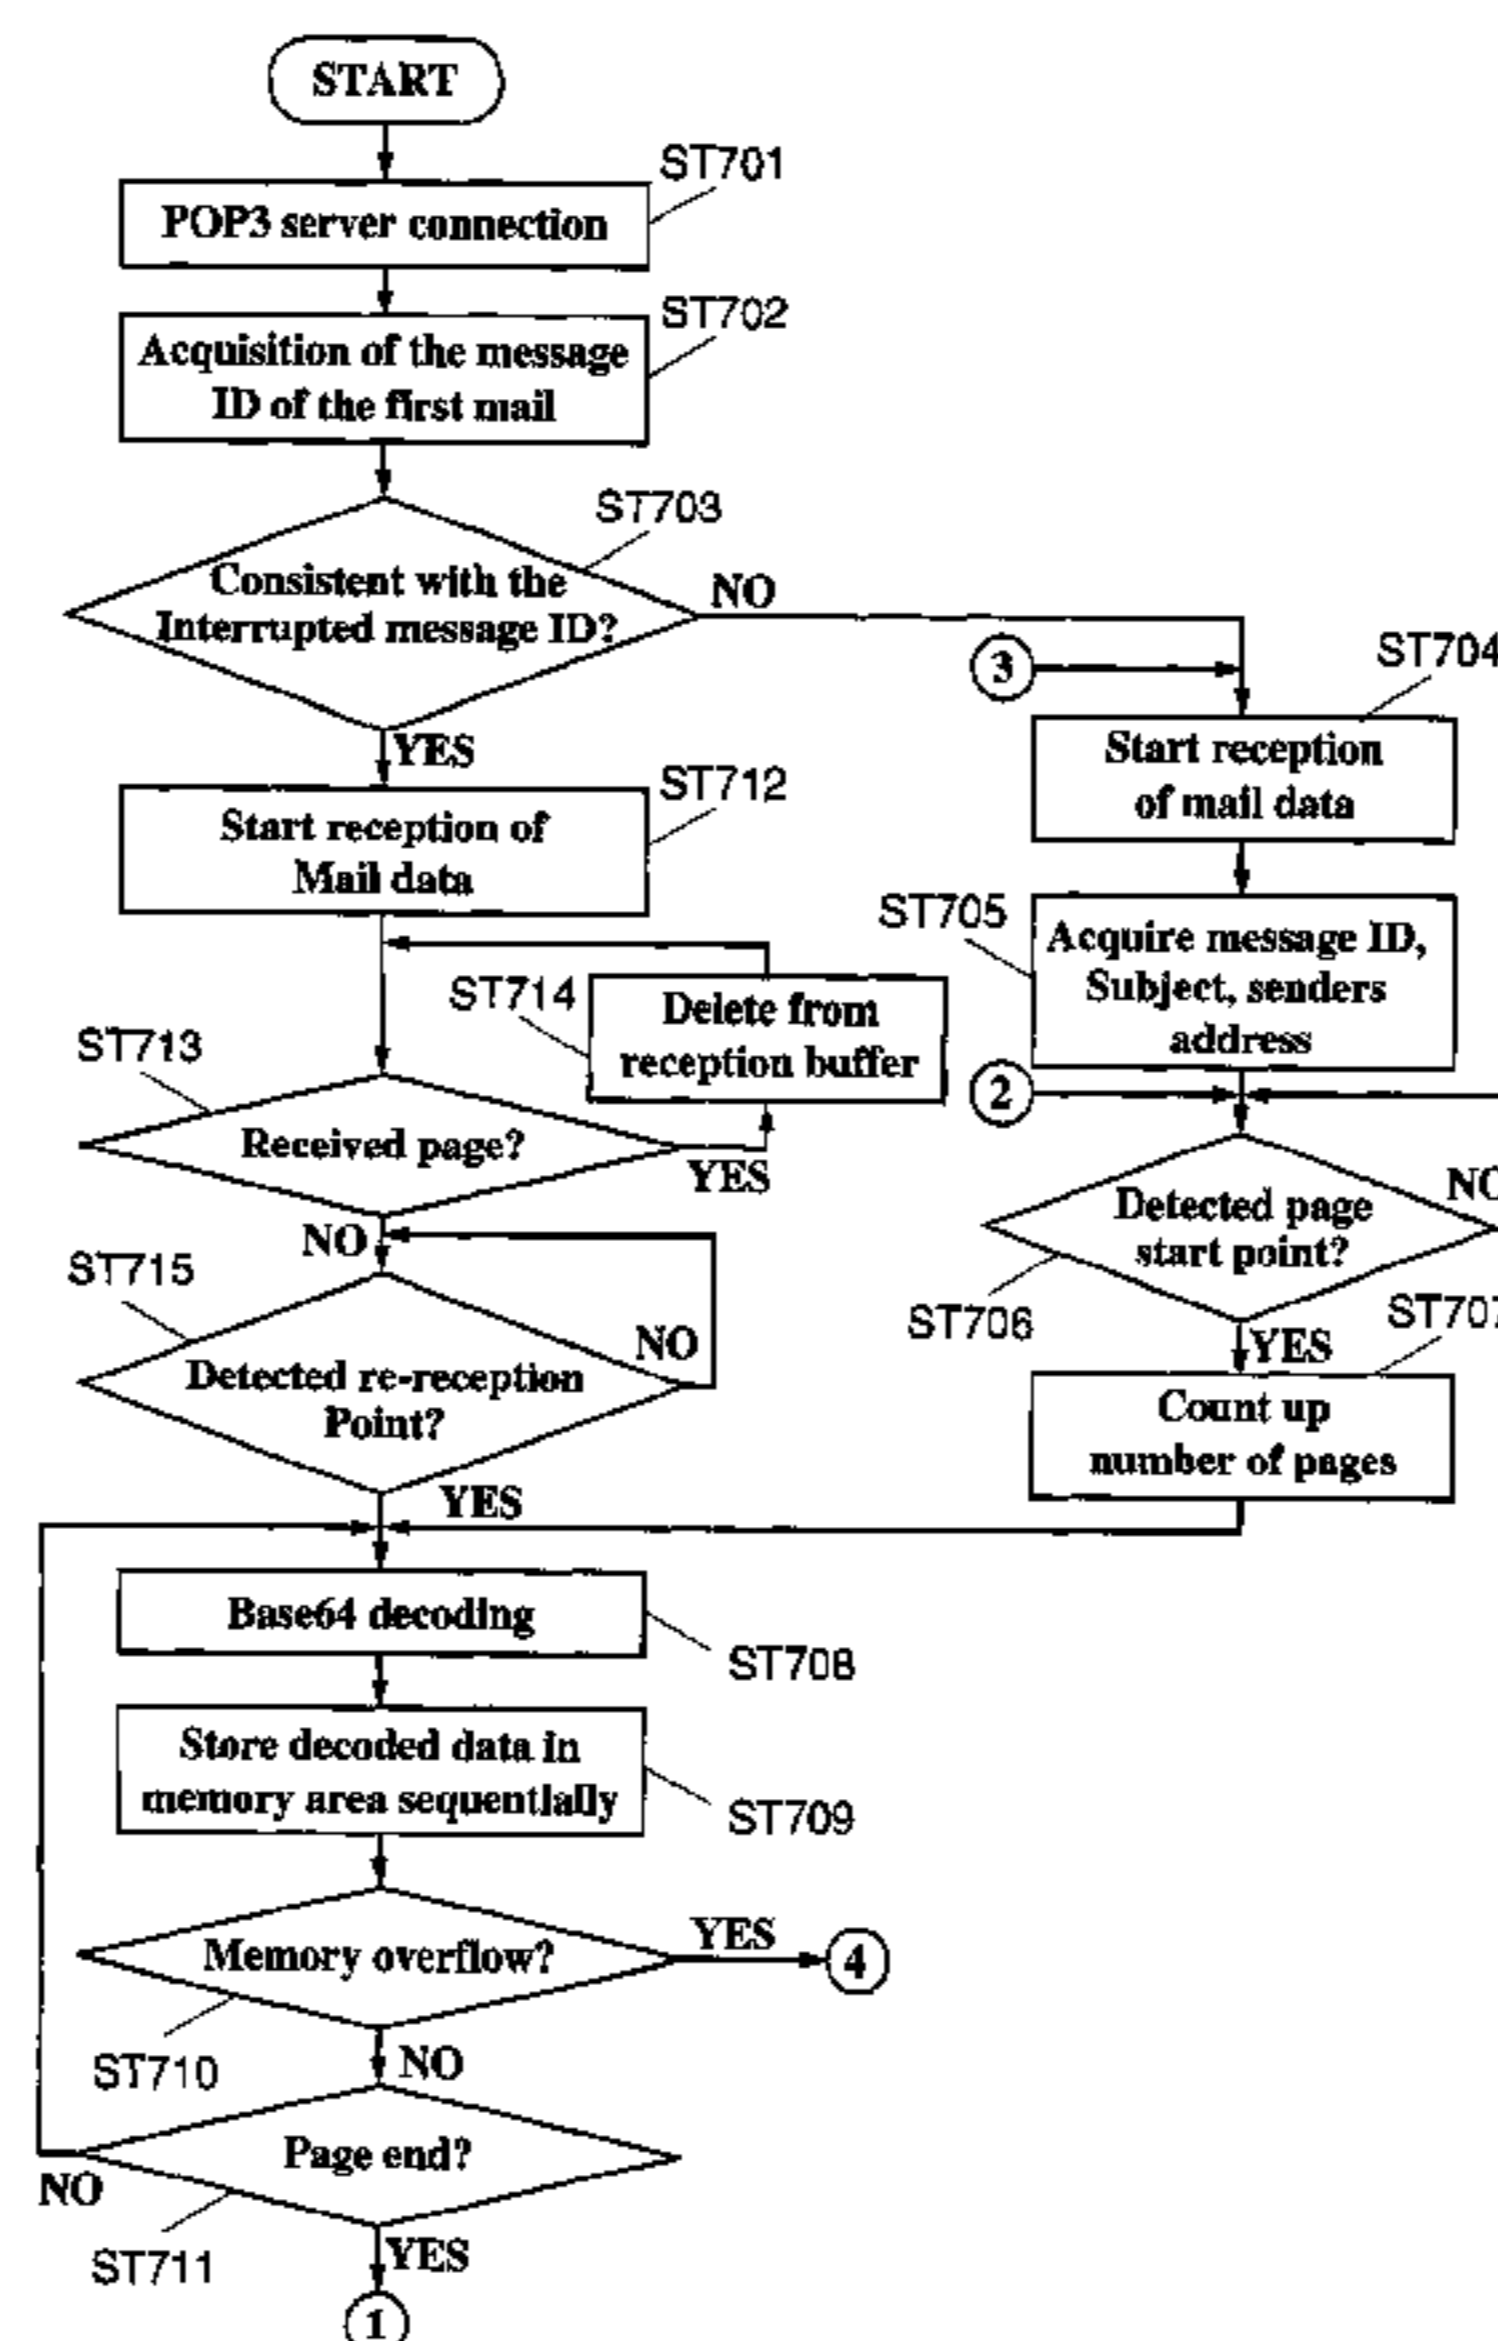 START
ST701
POP3 server connection
ST702
Acquisition of the message
ID of the first mail
ST703
Consistent with the
Interrupted message ID?
NO
YES
3
ST704
Start reception
of mail data
ST712
Start reception of
Mail data
ST705
Acquire message ID,
Subject, senders
address
ST714
Delete from
reception buffer
ST713
Received page?
YES
NO
2
Detected page
start point?
NO
ST706
YES
ST707
Count up
number of pages
ST715
Detected re-reception
Point?
NO
YES
Base64 decoding
ST708
Store decoded data in
memory area sequentially
ST709
Memory overflow?
YES
4
ST710
NO
Page end?
NO
ST711
YES
1